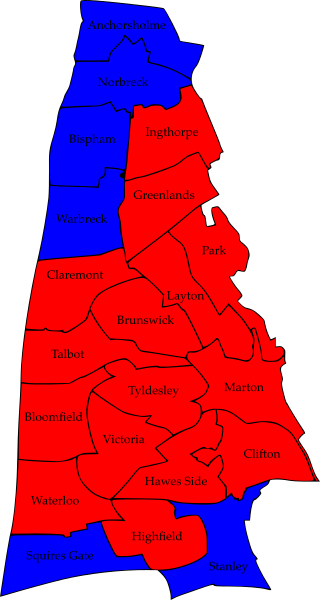 Anchorsholme
Norbreck
Ingthorpe
Bispham
Greenlands
Warbreck
Park
Claremont
Layton
Brunswick
Talbot
Marton
Tyldesley
Bloomfield
Victoria
Clifton
Hawes Side
Waterloo
Highfield
Squires Gate
Stanley